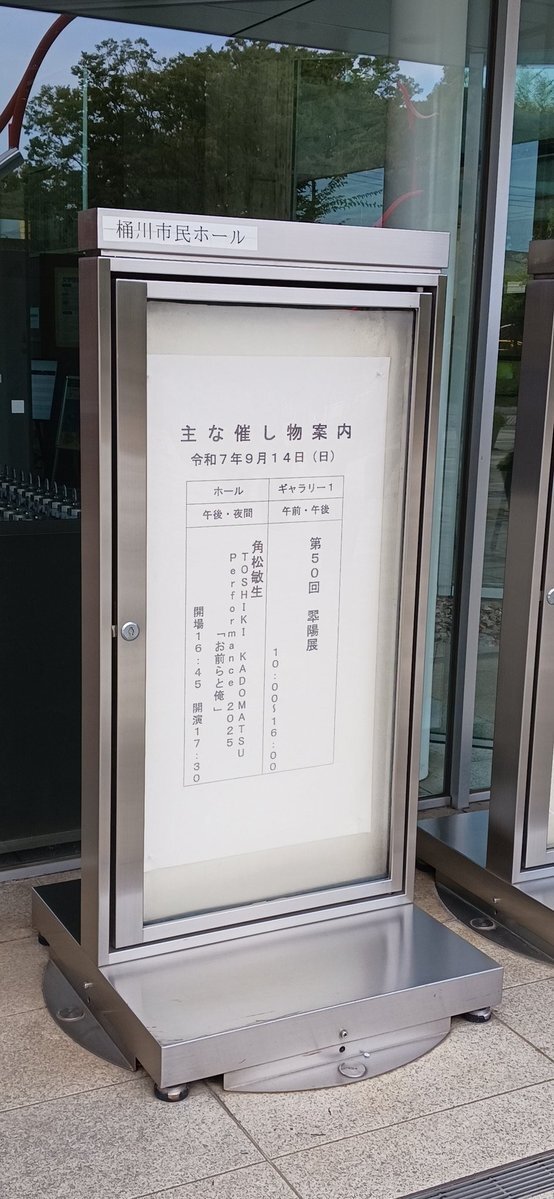 桶川市民ホール
主な催し物案内
令和7年9月14日（日）
ホール
ギャラリー1
午後・夜間
午前・午後
第50回　翠陽展
10:00～16:00
角松敏生
TOSHIKI KADOMATSU
Performance 2025
「お前らと俺」
開場16:45　開演17:30